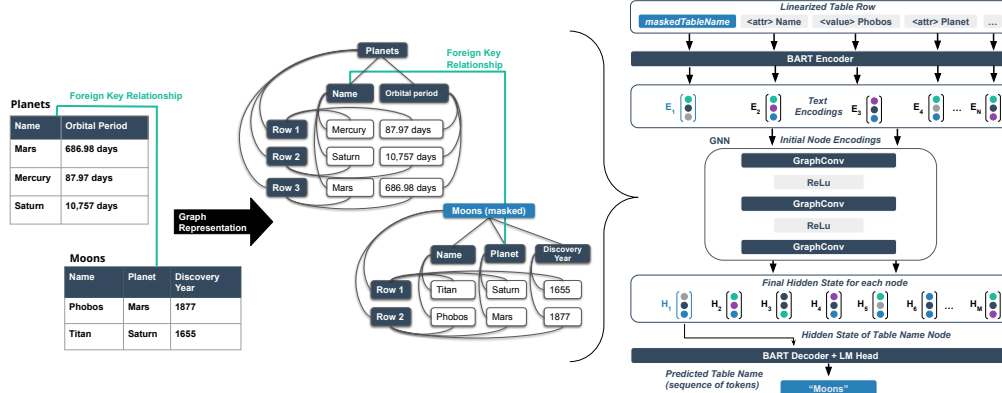 Planets
Foreign Key Relationship
Name Orbital Period
Mars 686.98 days
Mercury 87.97 days
Saturn 10,757 days
Moons
Name Planet Discovery
Year
Phobos Mars 1877
Titan Saturn 1655
Graph
Representation
Planets
Foreign Key
Relationship
Name Orbital period
Row 1 Mercury 87.97 days
Row 2 Saturn 10,757 days
Row 3 Mars 686.98 days
Moons (masked)
Name Planet Discovery
Year
Row 1 Titan Saturn 1655
Row 2 Phobos Mars 1877
Linearized Table Row
maskedTableName <attr> Name <value> Phobos <attr> Planet ...
BART Encoder
E1 E2 Text
Encodings E3 E4 ... EN
GNN Initial Node Encodings
GraphConv
ReLu
GraphConv
ReLu
GraphConv
Final Hidden State for each node
H1 H2 H3 H4 H5 H6 ... HM
Hidden State of Table Name Node
BART Decoder + LM Head
Predicted Table Name
(sequence of tokens)
"Moons"